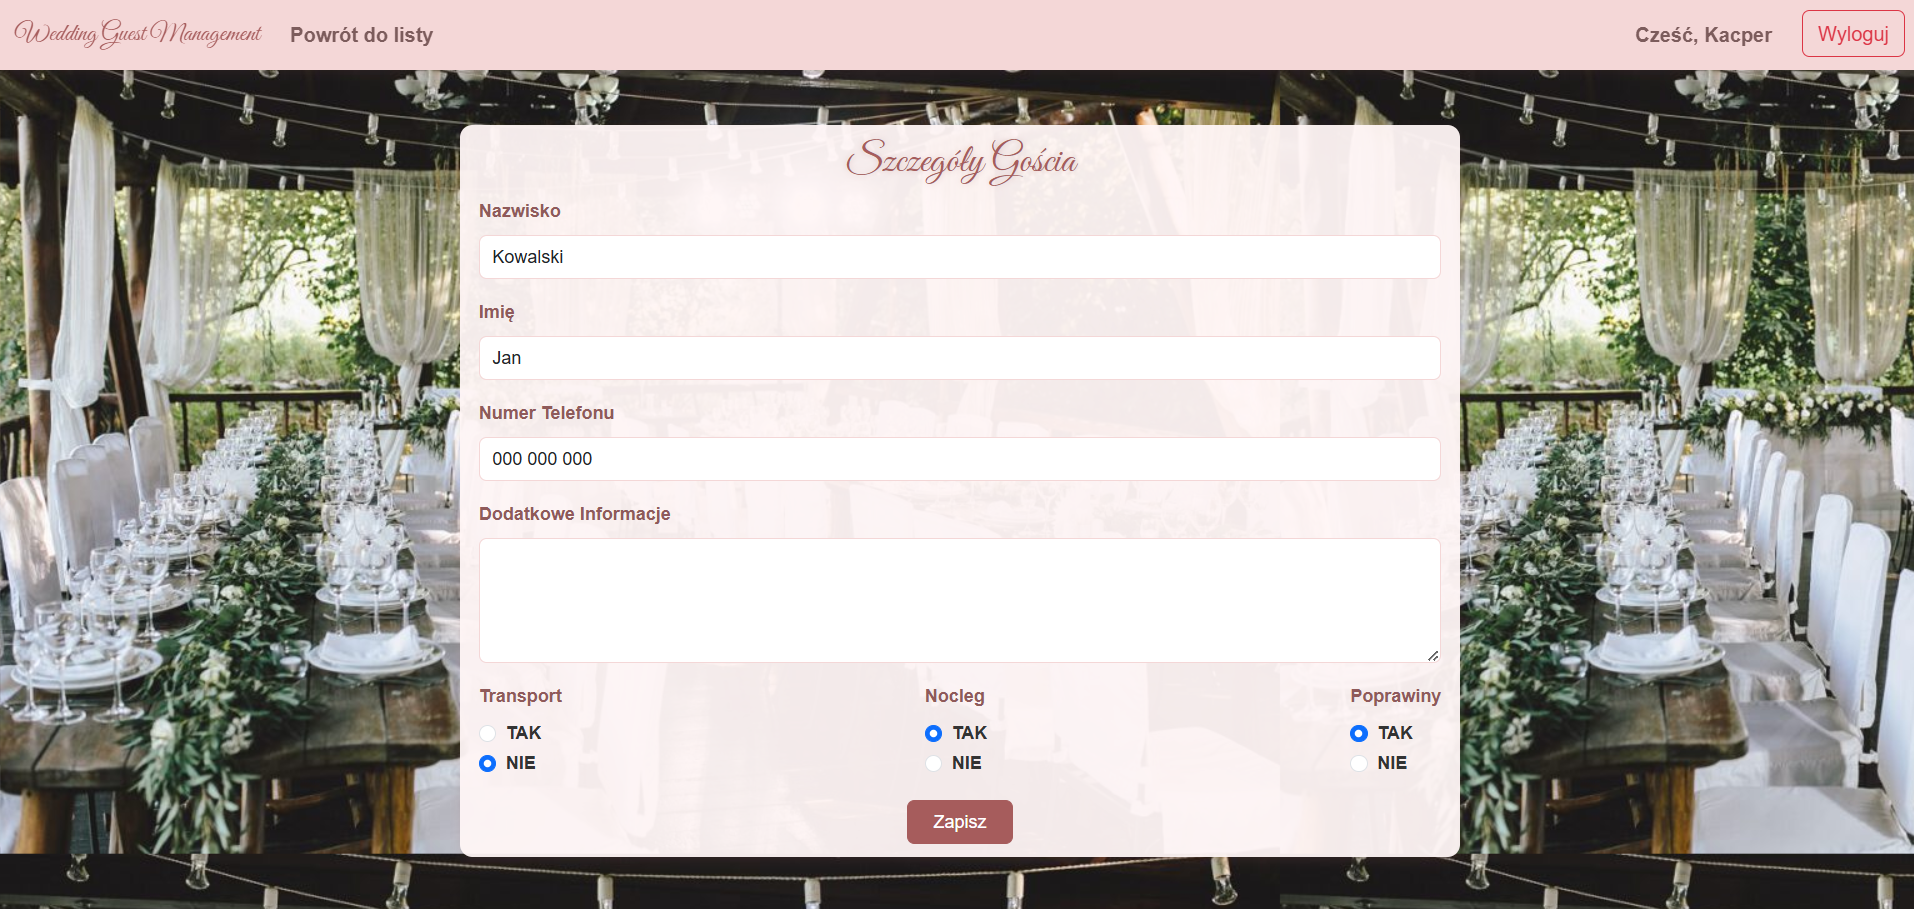 Wedding Guest Management Powrót do listy Cześć, Kacper Wyloguj
Szczegóły Gościa
Nazwisko
Kowalski
Imię
Jan
Numer Telefonu
000 000 000
Dodatkowe Informacje
Transport Nocleg Poprawiny
TAK TAK TAK
NIE NIE NIE
Zapisz